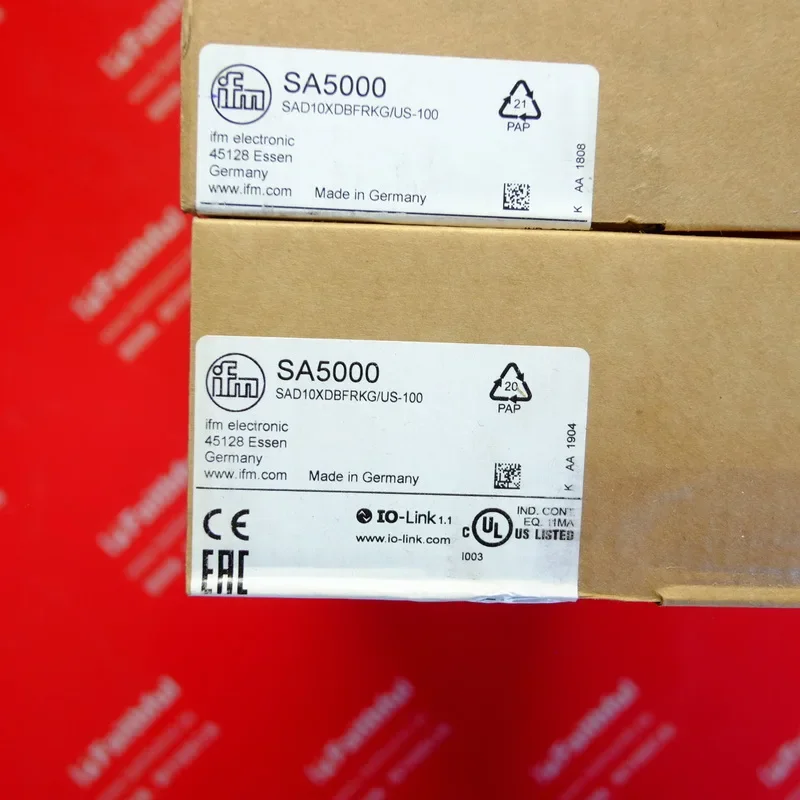 ifm
SA5000
SAD10XDBFRKG/US-100
21
PAP
ifm electronic
45128 Essen
Germany
www.ifm.com
Made in Germany
K AA 1808
ifm
SA5000
SAD10XDBFRKG/US-100
20
PAP
ifm electronic
45128 Essen
Germany
www.ifm.com
Made in Germany
K AA 1904
CE
IO-Link 1.1
www.io-link.com
c UL US LISTED
IND. CONT.
EQ. 11MA
I003
EAC